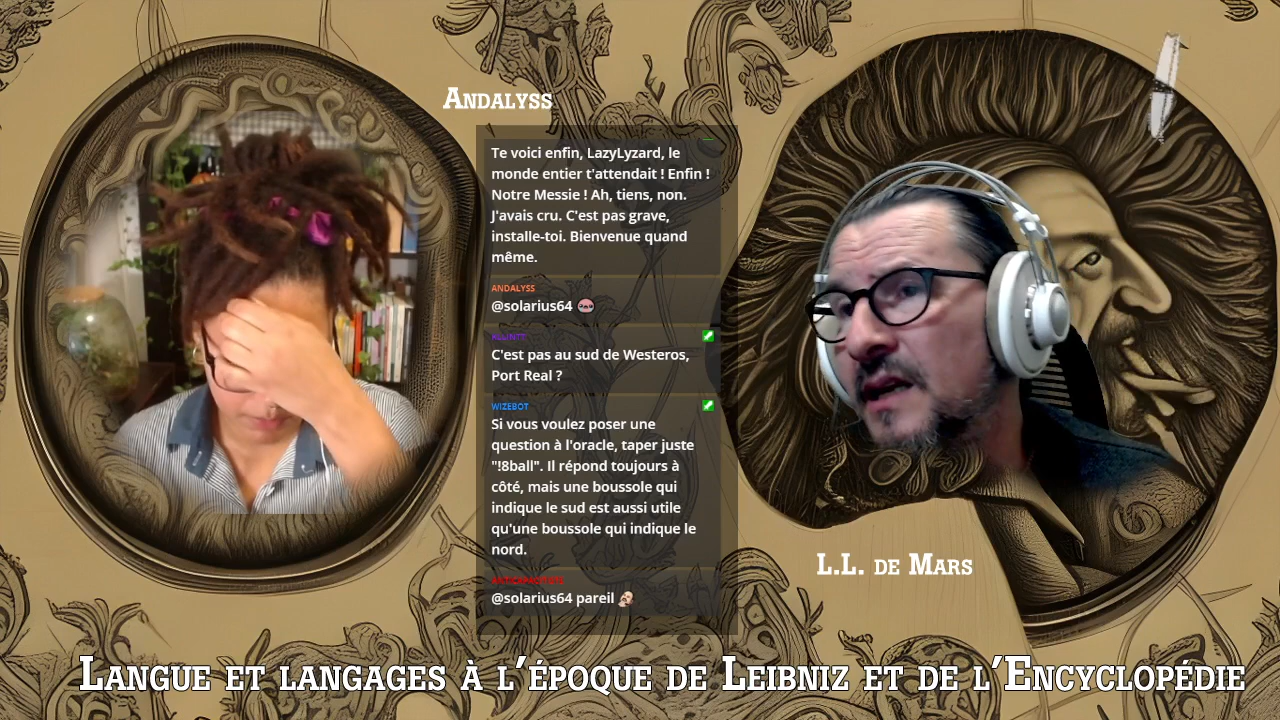 Andalyss
Te voici enfin, LazyLyzard, le
monde entier t'attendait ! Enfin !
Notre Messie ! Ah, tiens, non.
J'avais cru. C'est pas grave,
installe-toi. Bienvenue quand
même.
ANDALYSS
@solarius64
C'est pas au sud de Westeros,
Port Real ?
WIZEBOT
Si vous voulez poser une
question à l'oracle, taper juste
"!8ball". Il répond toujours à
côté, mais une boussole qui
indique le sud est aussi utile
qu'une boussole qui indique le
nord.
@solarius64 pareil
L.L. de Mars
Langue et langages à l'époque de Leibniz et de l'Encyclopédie